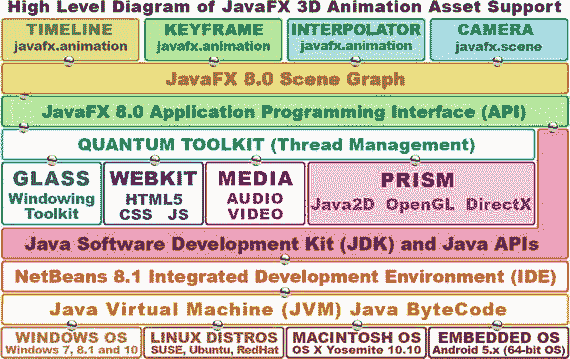 High Level Diagram of JavaFX 3D Animation Asset Support
TIMELINE KEYFRAME INTERPOLATOR CAMERA
javafx.animation javafx.animation javafx.animation javafx.scene
JavaFX 8.0 Scene Graph
JavaFX 8.0 Application Programming Interface (API)
QUANTUM TOOLKIT (Thread Management)
GLASS
Windowing
Toolkit
WEBKIT
HTML5
CSS JS
MEDIA
AUDIO
VIDEO
PRISM
Java2D OpenGL DirectX
Java Software Development Kit (JDK) and Java APIs
NetBeans 8.1 Integrated Development Environment (IDE)
Java Virtual Machine (JVM) Java ByteCode
WINDOWS OS
Windows 7, 8.1 and 10
LINUX DISTROS
SUSE, Ubuntu, RedHat
MACINTOSH OS
OS X Yosemite 10.10
EMBEDDED OS
Android 5.x (64-bit OS)